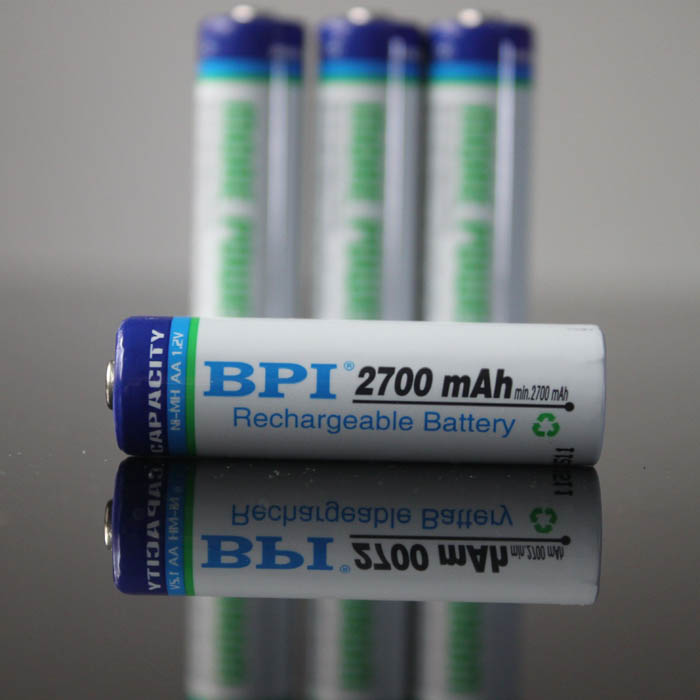 CAPACITY
Ni-MH AA 1.2V
BPI® 2700 mAh min.2700 mAh
Rechargeable Battery